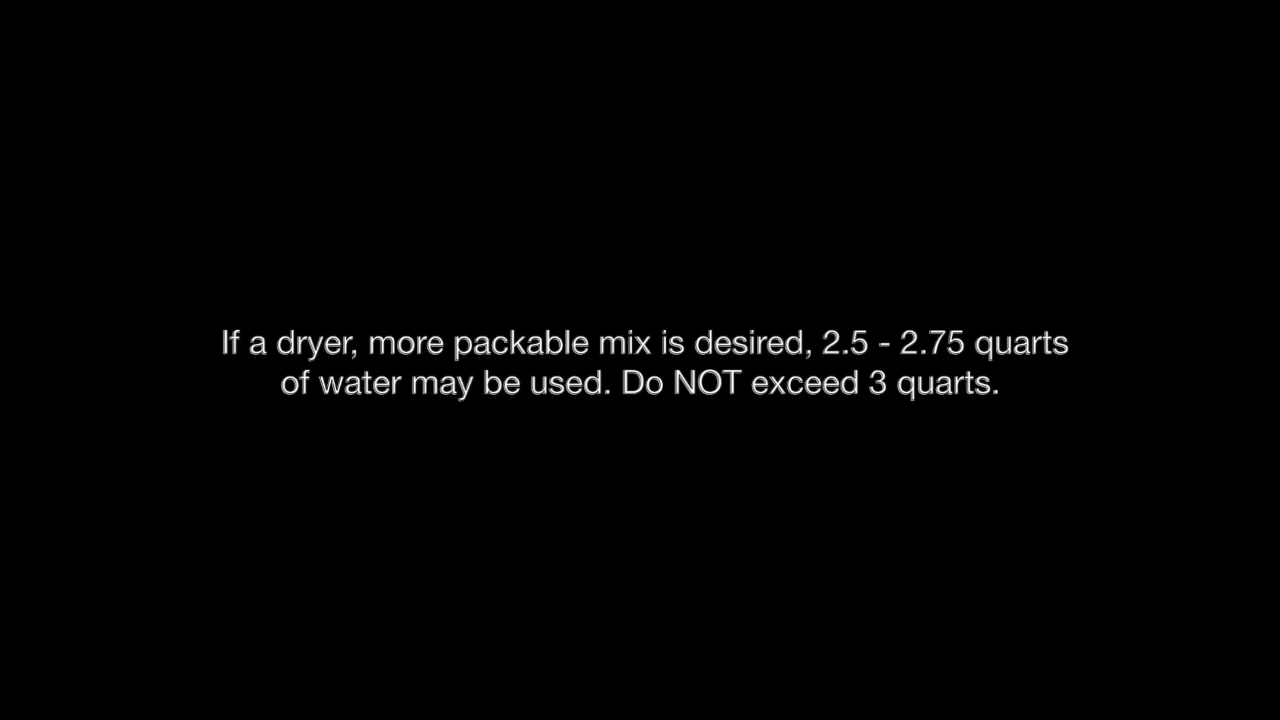 If a dryer, more packable mix is desired, 2.5 - 2.75 quarts
of water may be used. Do NOT exceed 3 quarts.